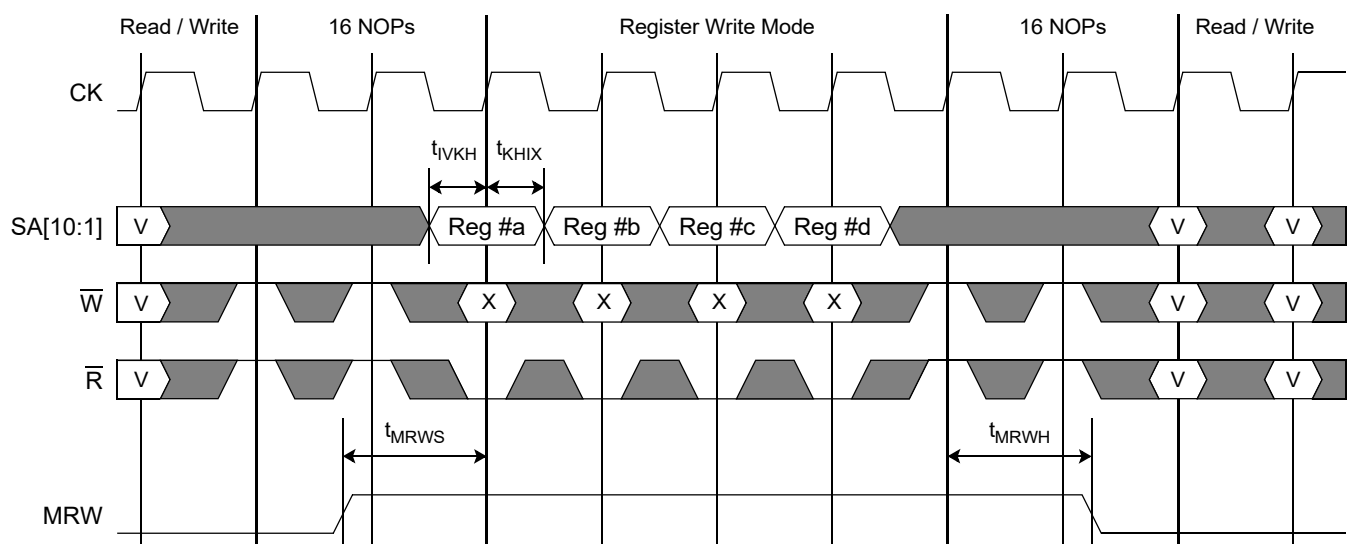 Read / Write 16 NOPs Register Write Mode 16 NOPs Read / Write
CK
tIVKH tKHIX
SA[10:1] V Reg #a Reg #b Reg #c Reg #d V V
W V X X X X V V
R V V V
tMRWS tMRWH
MRW